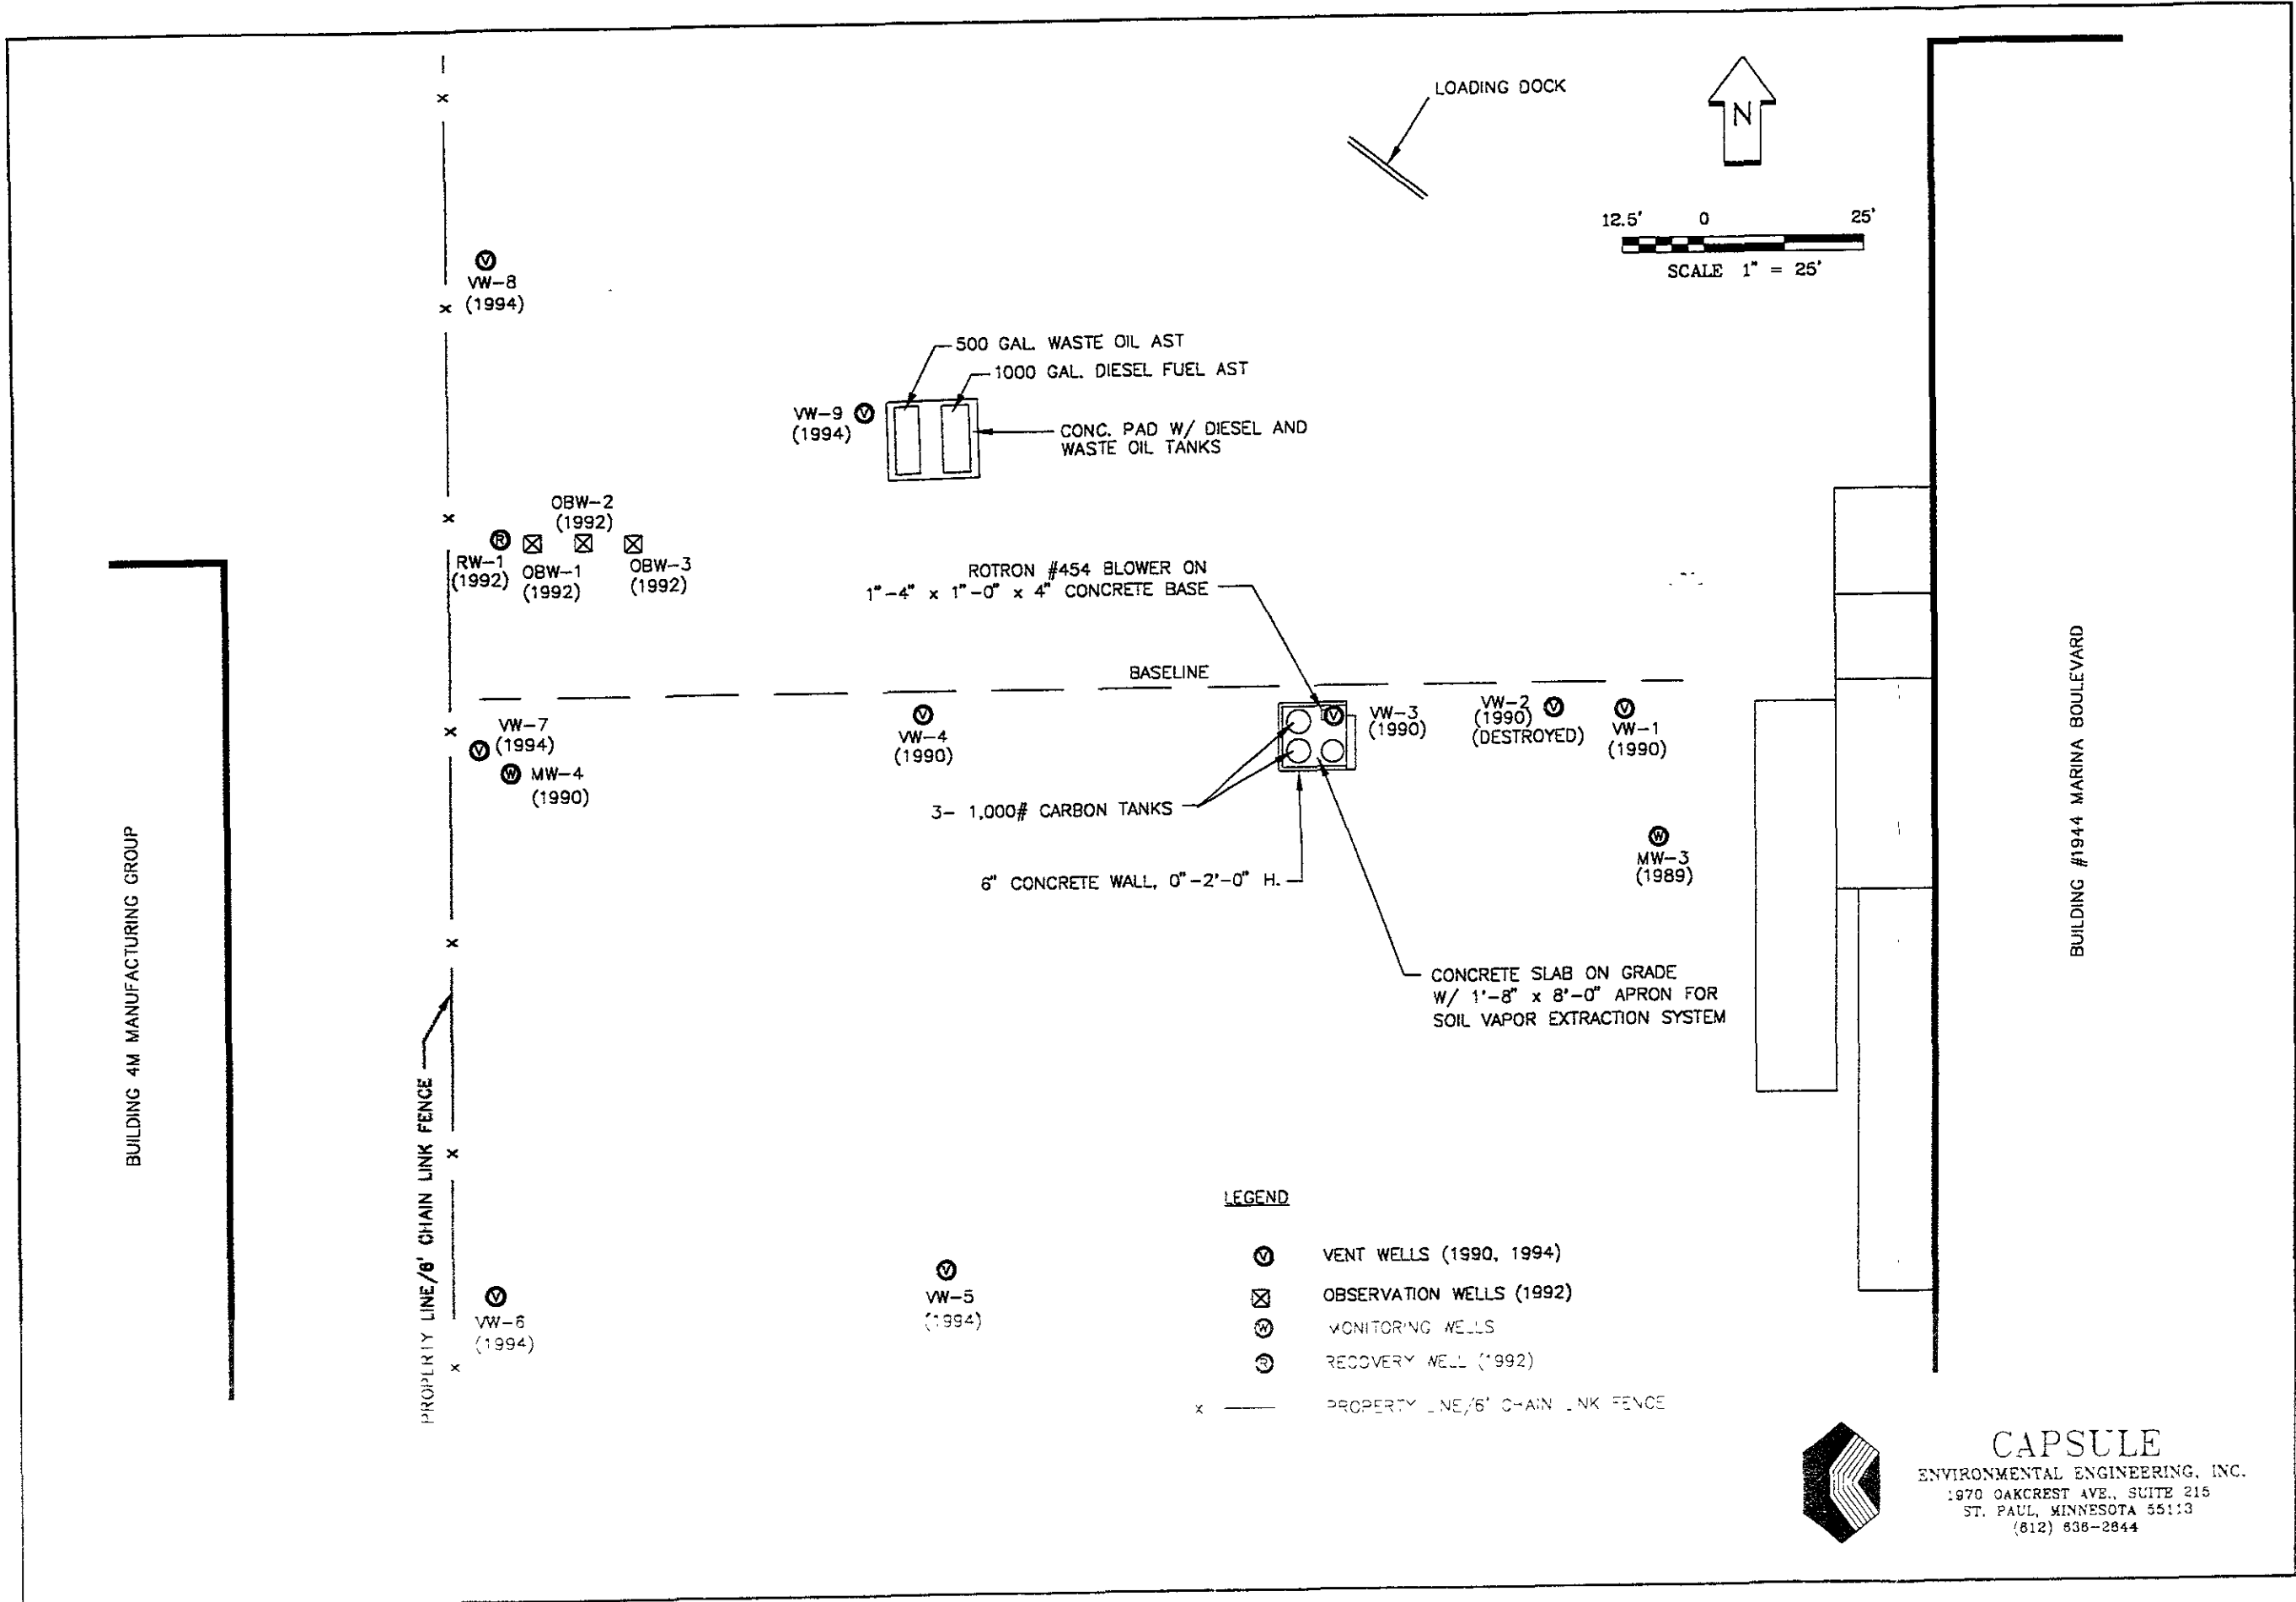 LOADING DOCK
N
12.5' 0 25'
SCALE 1" = 25'
VW-8
(1994)
500 GAL. WASTE OIL AST
1000 GAL. DIESEL FUEL AST
VW-9
(1994)
CONC. PAD W/ DIESEL AND
WASTE OIL TANKS
OBW-2
(1992)
R
RW-1
(1992)
OBW-1
(1992)
OBW-3
(1992)
ROTRON #454 BLOWER ON
1"-4" x 1"-0" x 4" CONCRETE BASE
BASELINE
VW-7
(1994)
MW-4
(1990)
VW-4
(1990)
VW-3
(1990)
VW-2
(1990)
(DESTROYED)
VW-1
(1990)
3- 1,000# CARBON TANKS
6" CONCRETE WALL, 0"-2'-0" H.
MW-3
(1989)
CONCRETE SLAB ON GRADE
W/ 1'-8" x 8'-0" APRON FOR
SOIL VAPOR EXTRACTION SYSTEM
BUILDING 4M MANUFACTURING GROUP
PROPERTY LINE/6' CHAIN LINK FENCE
BUILDING #1944 MARINA BOULEVARD
VW-6
(1994)
VW-5
(1994)
LEGEND
V VENT WELLS (1990, 1994)
OBSERVATION WELLS (1992)
W MONITORING WELLS
R RECOVERY WELL (1992)
x PROPERTY LINE/6' CHAIN LINK FENCE
CAPSULE
ENVIRONMENTAL ENGINEERING, INC.
1970 OAKCREST AVE., SUITE 215
ST. PAUL, MINNESOTA 55113
(612) 636-2644